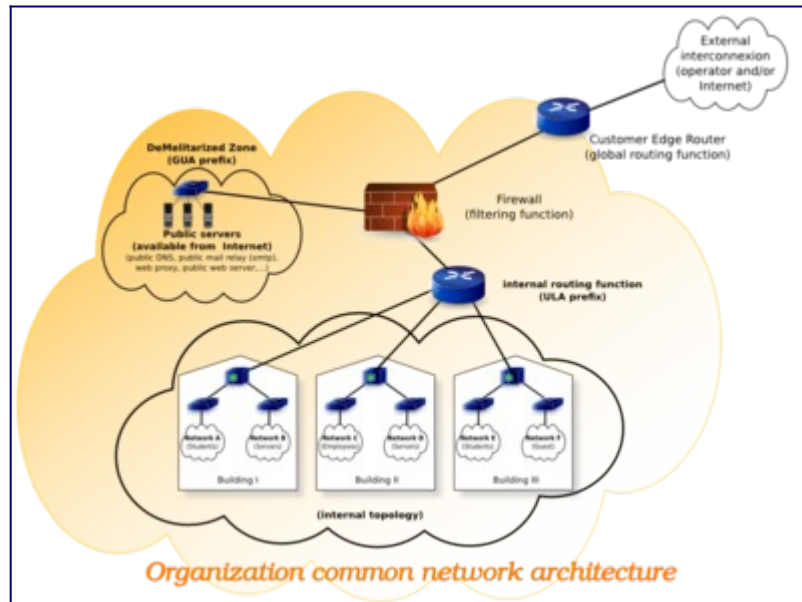 External
interconnexion
(operator and/or
Internet)
Customer Edge Router
(global routing function)
DeMelitarized Zone
(GUA prefix)
Firewall
(filtering function)
Public servers
(available from Internet)
(public DNS, public mail relay (smtp),
web proxy, public web server,...)
internal routing function
(ULA prefix)
Network A
(Students)
Network B
(Servers)
Network C
(Employees)
Network D
(Servers)
Network E
(Students)
Network F
(Guest)
Building I
Building II
Building III
(internal topology)
Organization common network architecture